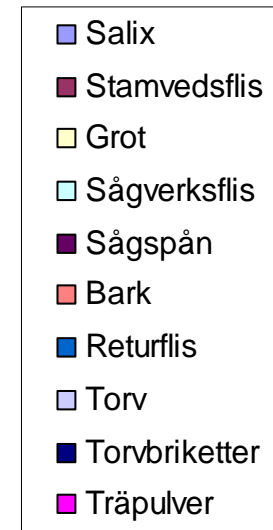 Salix
Stamvedsflis
Grot
Sågverksflis
Sågspån
Bark
Returflis
Torv
Torvbriketter
Träpulver